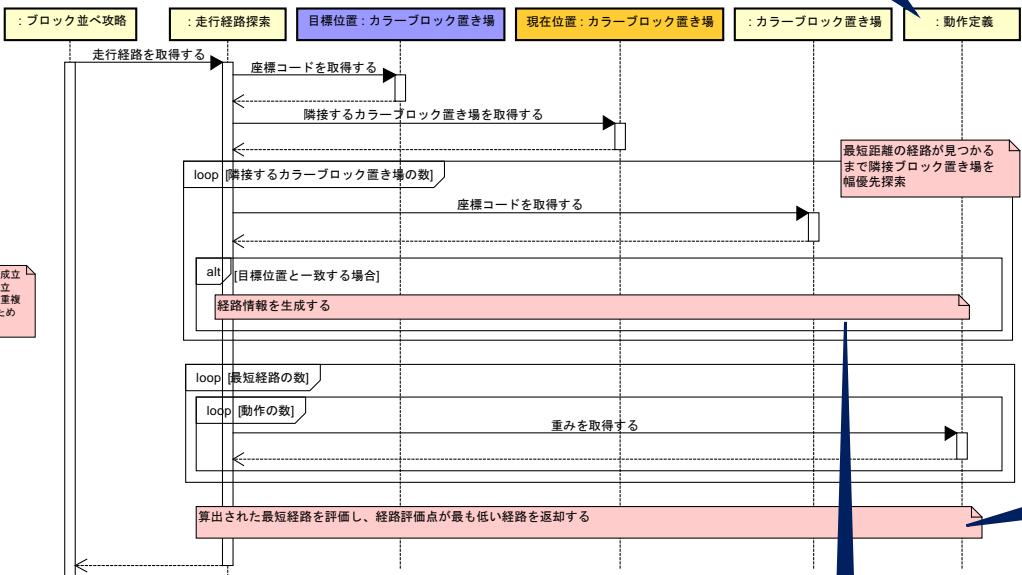 : ブロック並べ攻略
: 走行経路探索
目標位置 : カラーブロック置き場
現在位置 : カラーブロック置き場
: カラーブロック置き場
: 動作定義
走行経路を取得する
座標コードを取得する
隣接するカラーブロック置き場を取得する
最短距離の経路が見つかる
まで隣接ブロック置き場を
幅優先探索
loop [隣接するカラーブロック置き場の数]
座標コードを取得する
alt [目標位置と一致する場合]
成立
立
重複
ため
経路情報を生成する
loop [最短経路の数]
loop [動作の数]
重みを取得する
算出された最短経路を評価し、経路評価点が最も低い経路を返却する